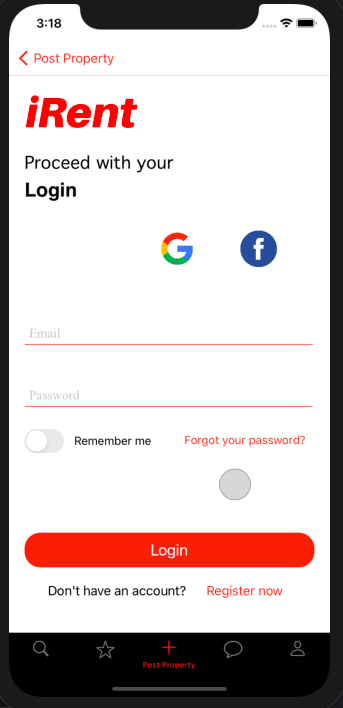 3:18
Post Property
iRent
Proceed with your
Login
Email
Password
Remember me
Forgot your password?
Login
Don't have an account? Register now
Post Property